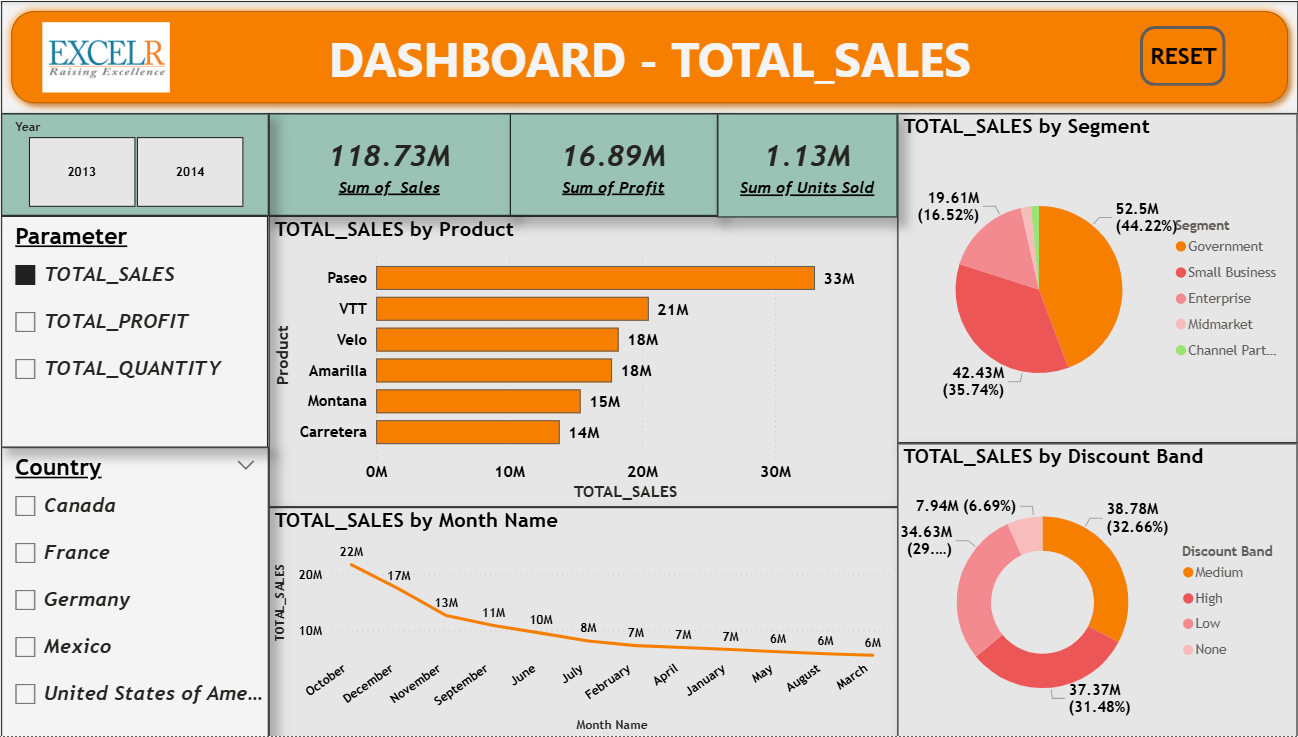 EXCELR
Raising Excellence
DASHBOARD - TOTAL_SALES
RESET
Year
2013
2014
118.73M
Sum of  Sales
16.89M
Sum of Profit
1.13M
Sum of Units Sold
Parameter
TOTAL_SALES
TOTAL_PROFIT
TOTAL_QUANTITY
Country
Canada
France
Germany
Mexico
United States of Ame...
TOTAL_SALES by Product
Product
Paseo
33M
VTT
21M
Velo
18M
Amarilla
18M
Montana
15M
Carretera
14M
0M
10M
20M
30M
TOTAL_SALES
TOTAL_SALES by Month Name
TOTAL_SALES
20M
10M
22M
17M
13M
11M
10M
8M
7M
7M
7M
6M
6M
6M
October
December
November
September
June
July
February
April
January
May
August
March
Month Name
TOTAL_SALES by Segment
19.61M
(16.52%)
52.5M
(44.22%)
42.43M
(35.74%)
Segment
Government
Small Business
Enterprise
Midmarket
Channel Part...
TOTAL_SALES by Discount Band
7.94M (6.69%)
38.78M
(32.66%)
34.63M
(29....)
37.37M
(31.48%)
Discount Band
Medium
High
Low
None